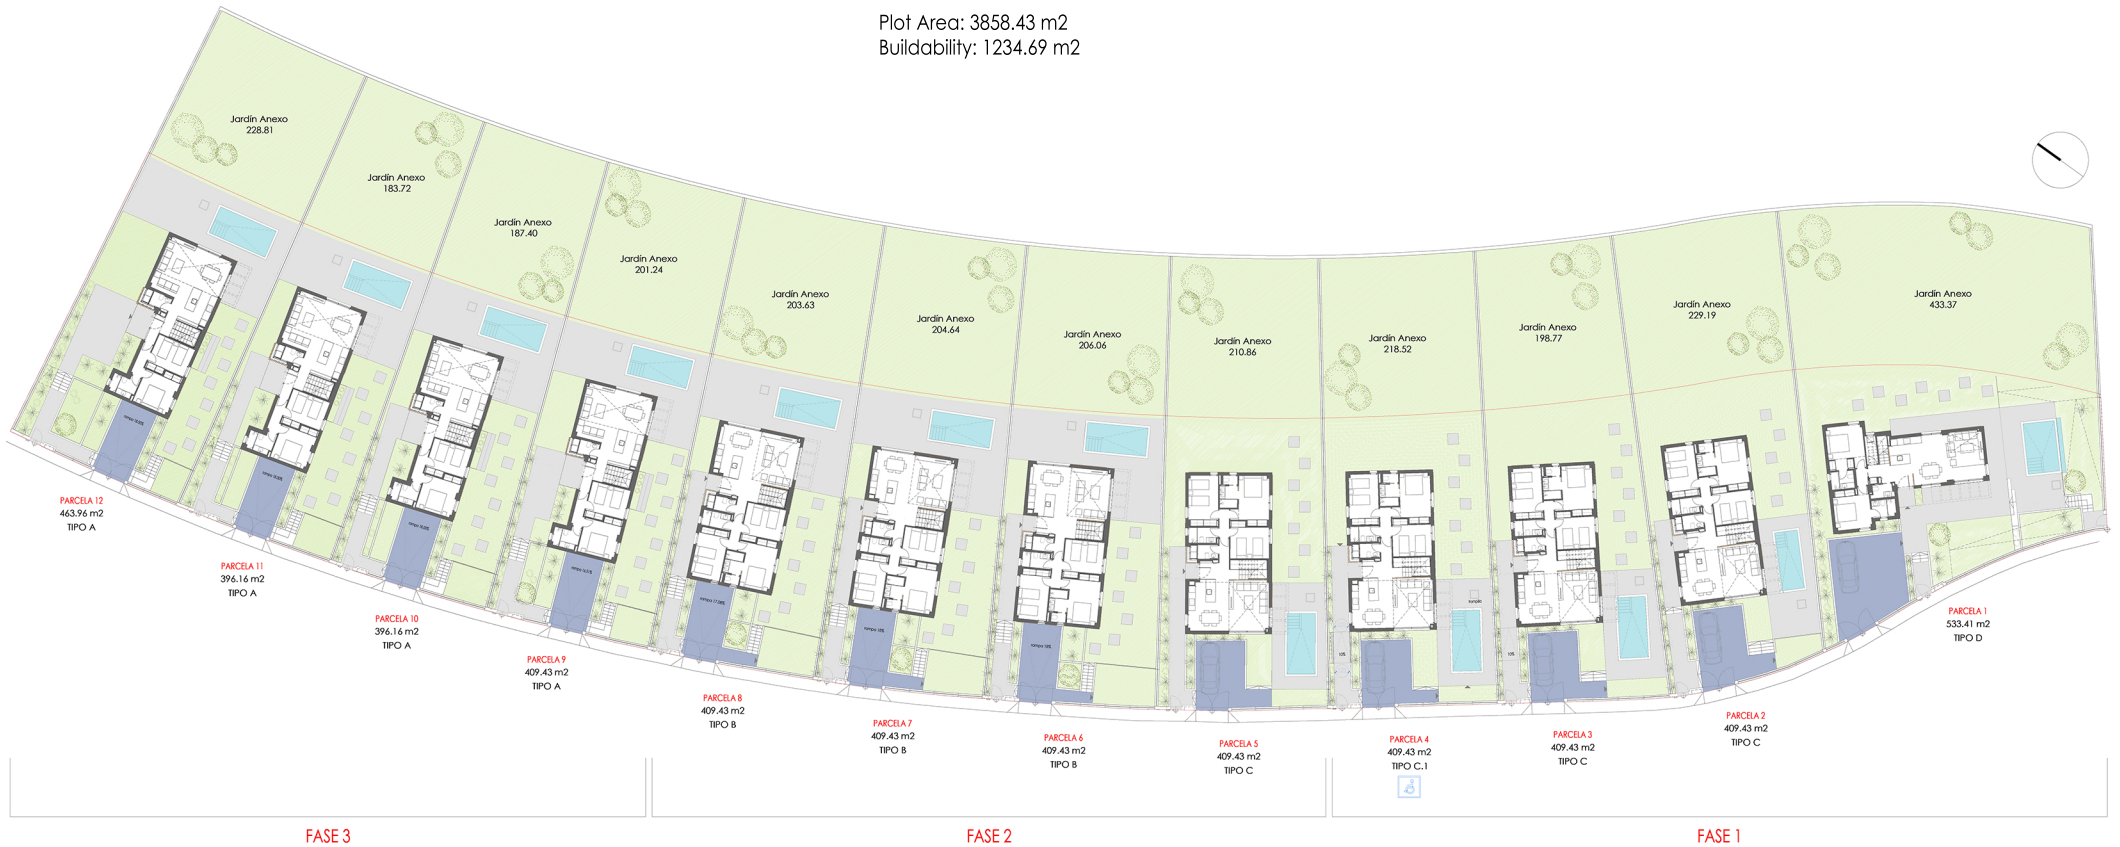 Plot Area: 3858.43 m2
Buildability: 1234.69 m2
Jardín Anexo
228.81
Jardín Anexo
183.72
Jardín Anexo
187.40
Jardín Anexo
201.24
Jardín Anexo
203.63
Jardín Anexo
204.64
Jardín Anexo
206.06
Jardín Anexo
210.86
Jardín Anexo
218.52
Jardín Anexo
198.77
Jardín Anexo
229.19
Jardín Anexo
433.37
rampa 18%
rampa 18%
10%
10%
PARCELA 12
463.96 m2
TIPO A
PARCELA 11
396.16 m2
TIPO A
PARCELA 10
396.16 m2
TIPO A
PARCELA 9
409.43 m2
TIPO A
PARCELA 8
409.43 m2
TIPO B
PARCELA 7
409.43 m2
TIPO B
PARCELA 6
409.43 m2
TIPO B
PARCELA 5
409.43 m2
TIPO C
PARCELA 4
409.43 m2
TIPO C.1
PARCELA 3
409.43 m2
TIPO C
PARCELA 2
409.43 m2
TIPO C
PARCELA 1
533.41 m2
TIPO D
FASE 3
FASE 2
FASE 1